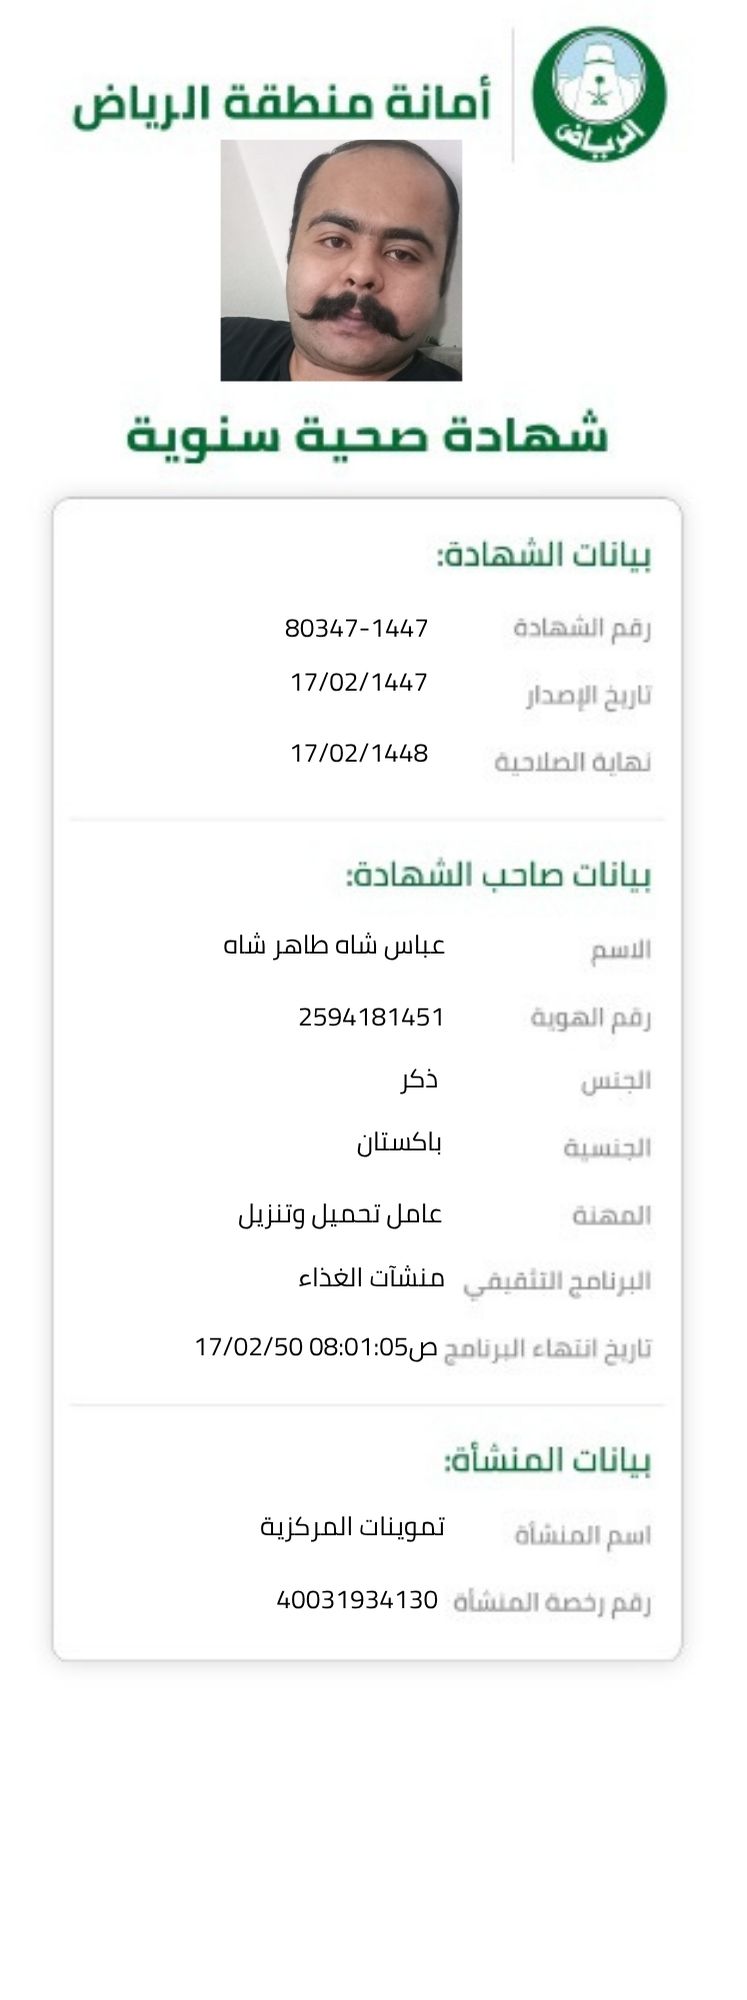 أمانة منطقة الرياض
الرياض
شهادة صحية سنوية
بيانات الشهادة:
رقم الشهادة 80347-1447
تاريخ الإصدار 17/02/1447
نهاية الصلاحية 17/02/1448
بيانات صاحب الشهادة:
الاسم عباس شاه طاهر شاه
رقم الهوية 2594181451
الجنس ذكر
الجنسية باكستان
المهنة عامل تحميل وتنزيل
البرنامج التثقيفي منشآت الغذاء
تاريخ انتهاء البرنامج 17/02/50 08:01:05ص
بيانات المنشأة:
اسم المنشأة تموينات المركزية
رقم رخصة المنشأة 40031934130